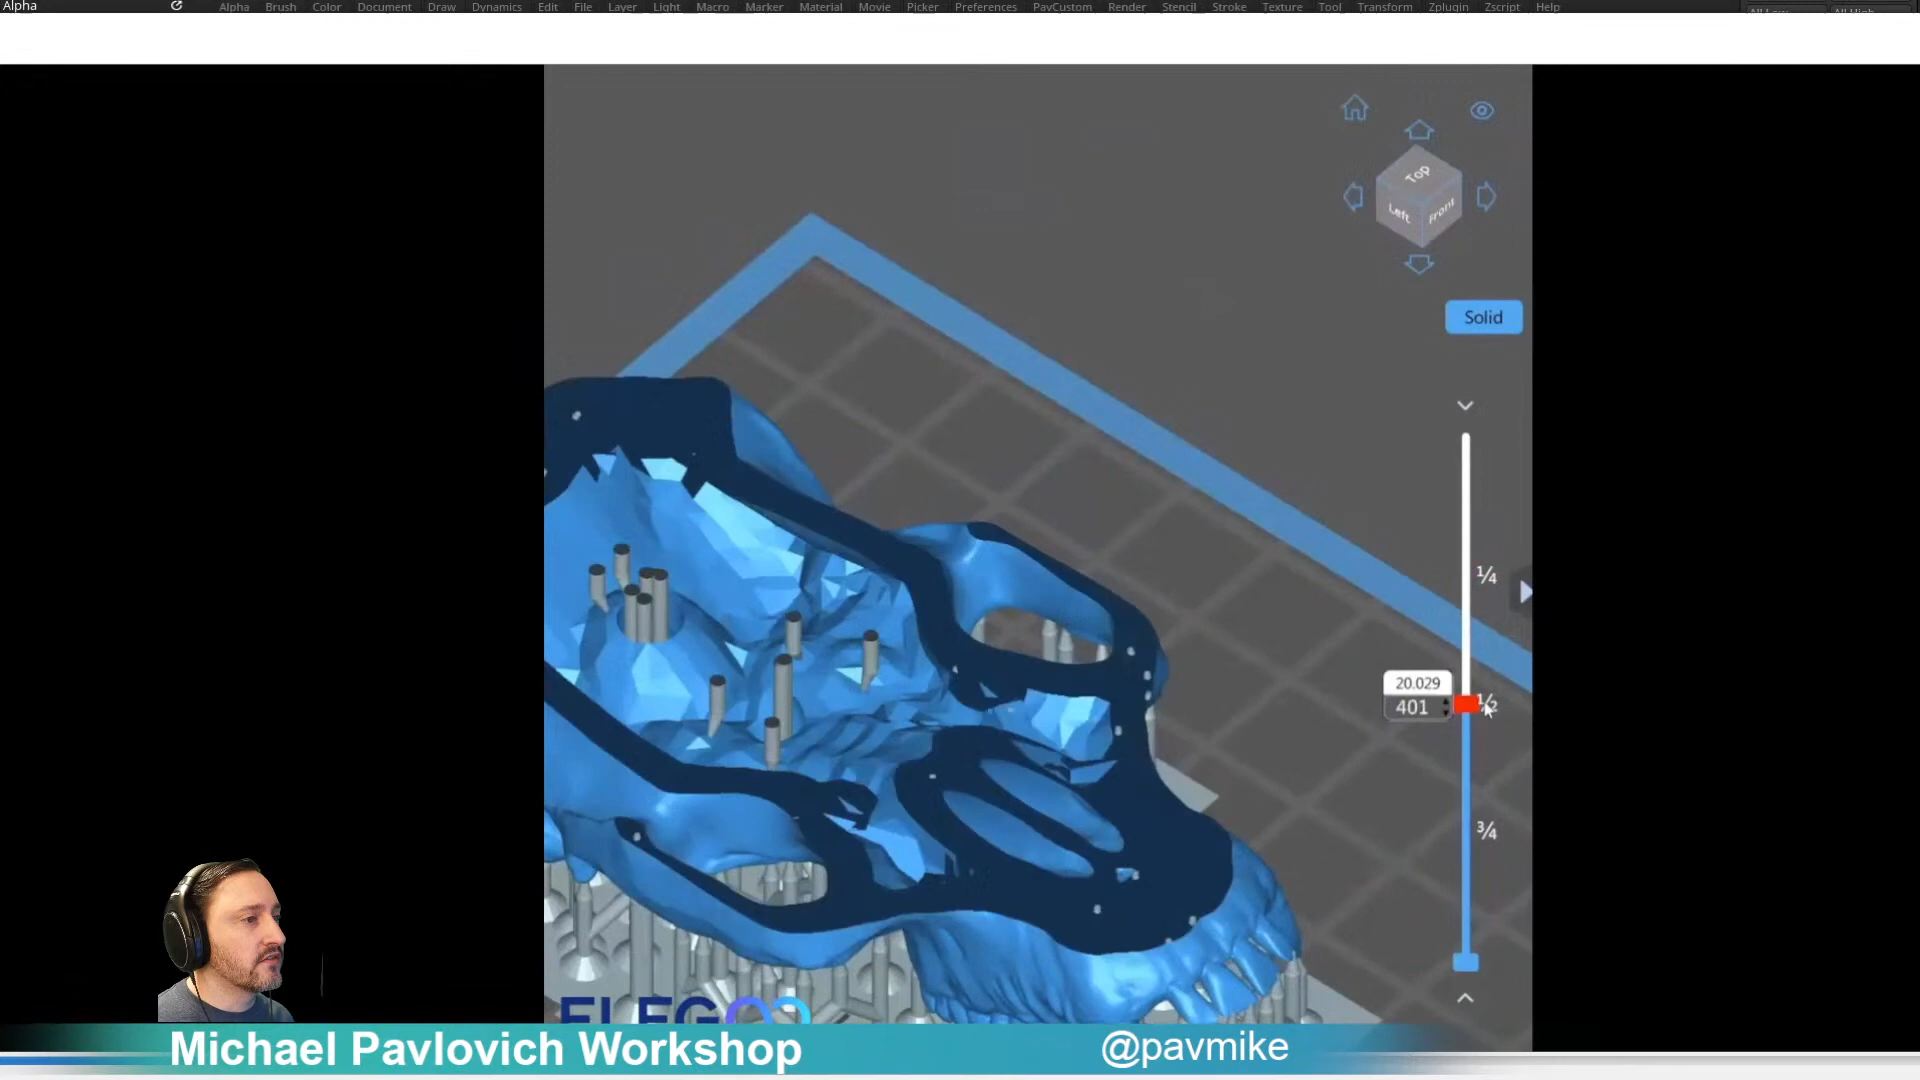 Alpha
Alpha Brush Color Document Draw Dynamics Edit File Layer Light Macro Marker Material Movie Picker Preferences PavCustom Render Stencil Stroke Texture Tool Transform Zplugin Zscript Help
Top
Left Front
Solid
¼
20.029
401
½
¾
ELEGOO
Michael Pavlovich Workshop
@pavmike